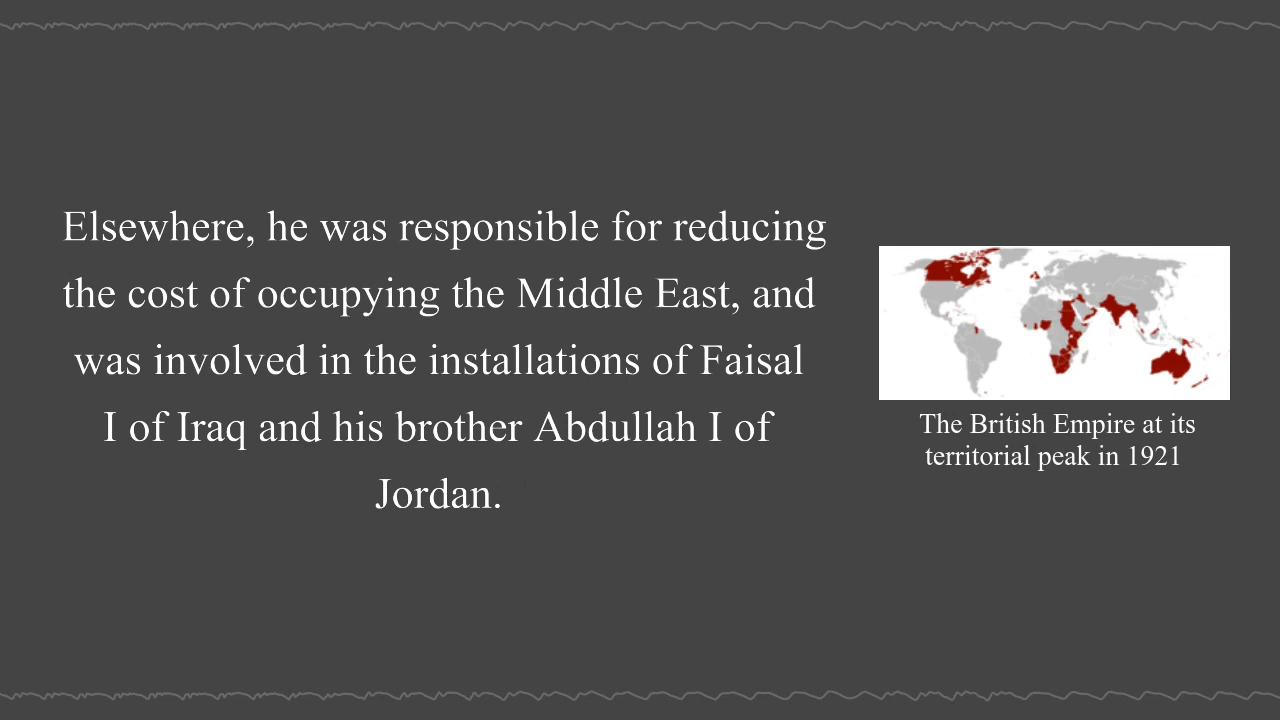 Elsewhere, he was responsible for reducing
the cost of occupying the Middle East, and
was involved in the installations of Faisal
I of Iraq and his brother Abdullah I of
Jordan.
The British Empire at its
territorial peak in 1921